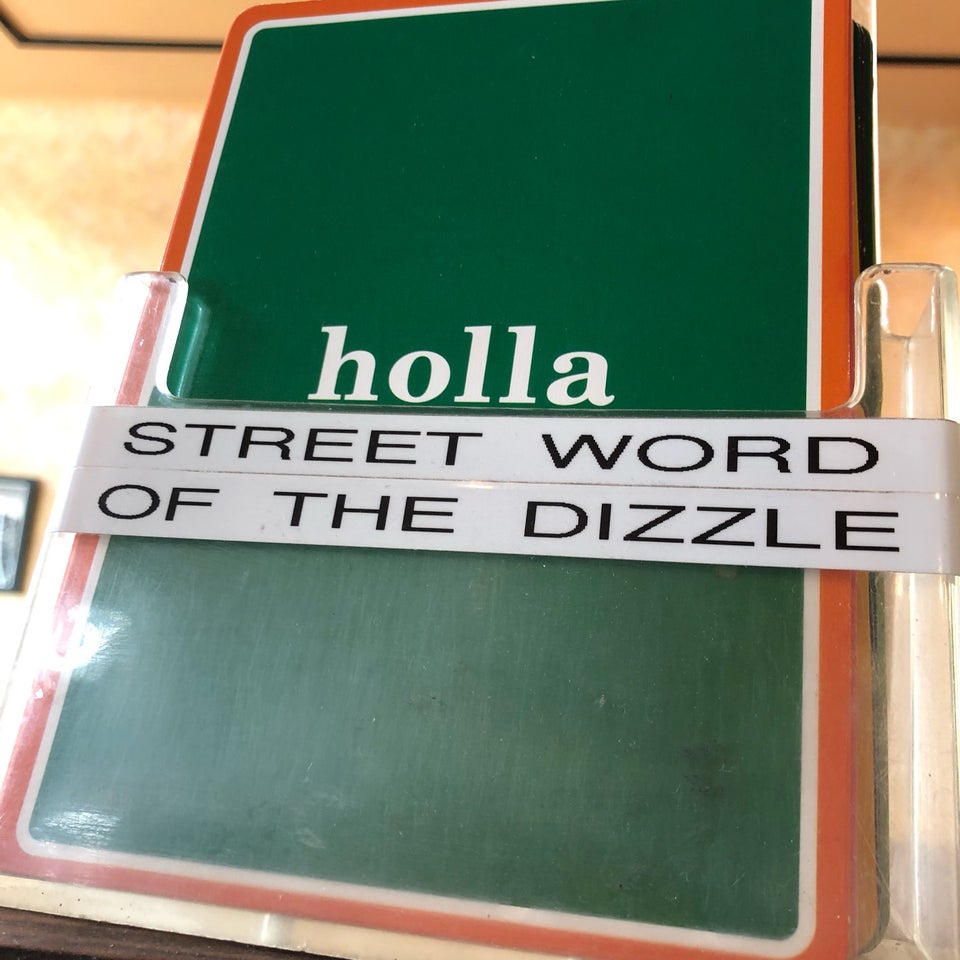 holla
STREET WORD
OF THE DIZZLE